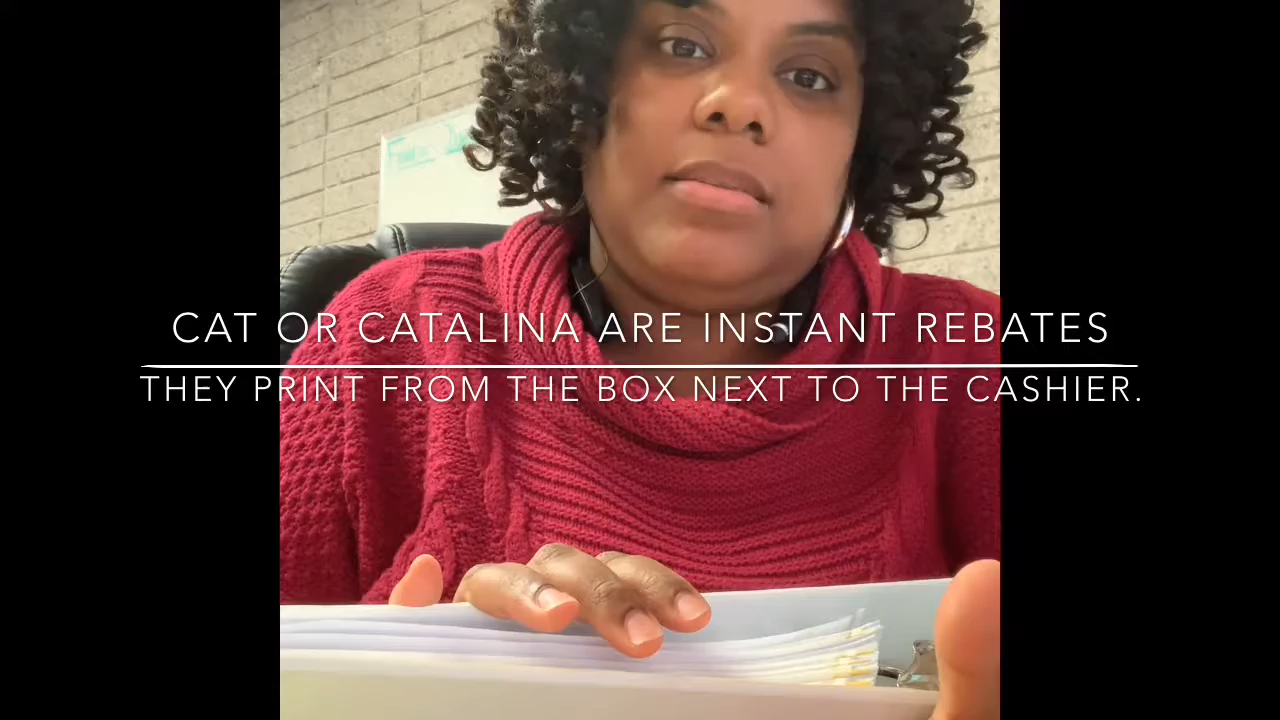 CAT OR CATALINA ARE INSTANT REBATES
THEY PRINT FROM THE BOX NEXT TO THE CASHIER.